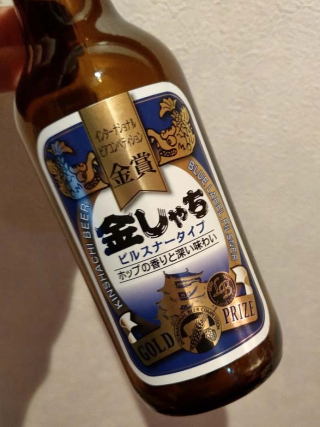 インターナショナル
ビアコンペティション
金賞
KINSHACHI BEER
BLUE LABEL PILSNER
金しゃち
ピルスナータイプ
ホップの香りと深い味わい
GOLD PRIZE